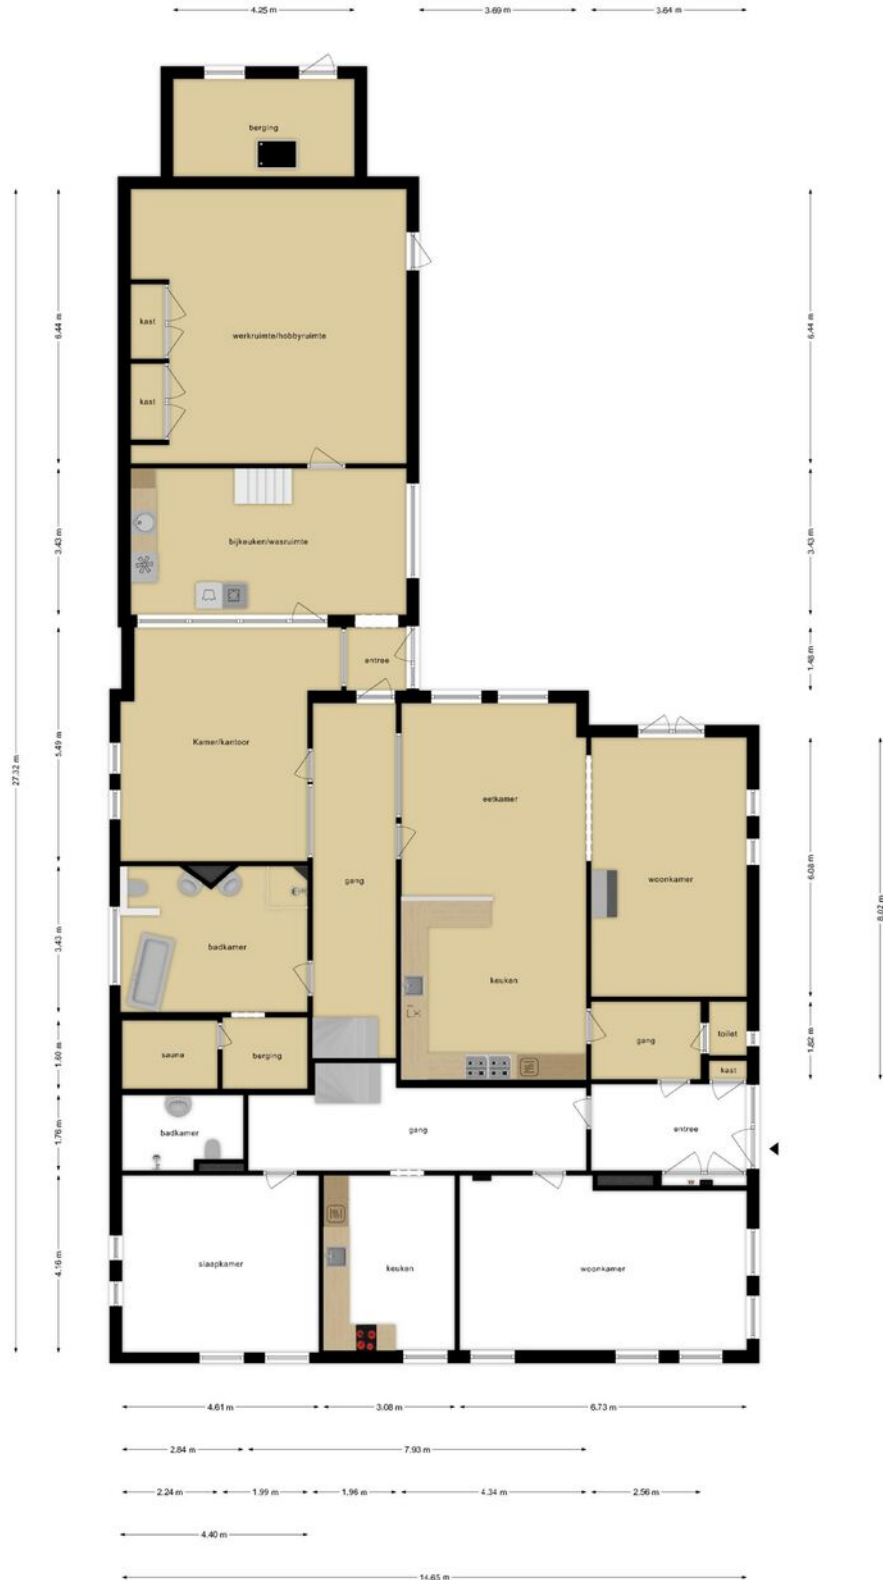 4.25 m
3.69 m
3.64 m
berging
6.44 m
6.44 m
kast
werkruimte/hobbyruimte
kast
3.43 m
3.43 m
bijkeuken/wasruimte
1.48 m
entree
5.49 m
Kamer/kantoor
27.32 m
eetkamer
6.08 m
gang
woonkamer
8.02 m
3.43 m
badkamer
keuken
1.82 m
toilet
gang
1.60 m
sauna
berging
kast
1.76 m
badkamer
gang
entree
4.16 m
slaapkamer
keuken
woonkamer
4.61 m
3.08 m
6.73 m
2.84 m
7.93 m
2.24 m
1.99 m
1.96 m
4.34 m
2.56 m
4.40 m
14.65 m